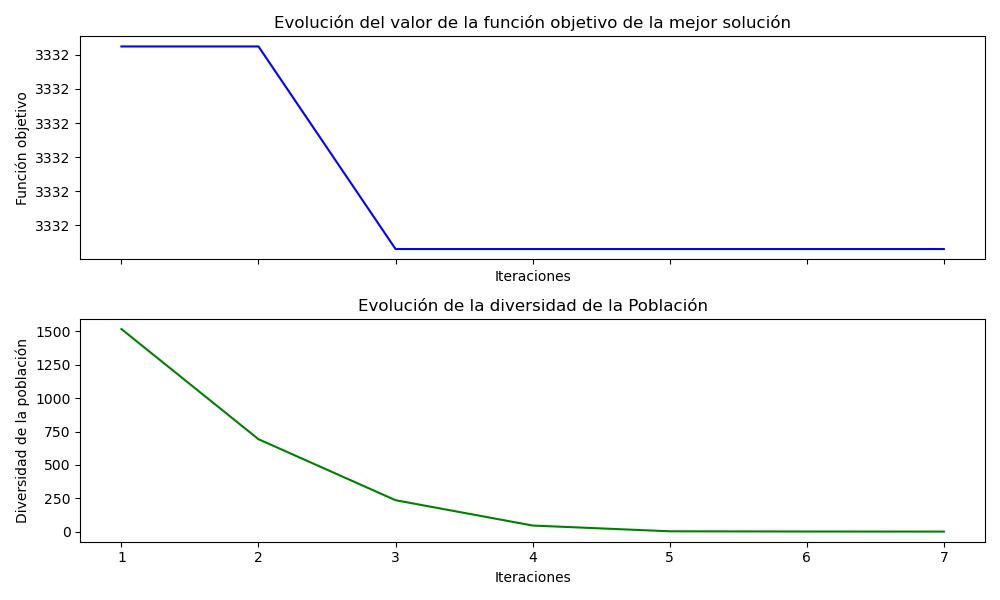 Evolución del valor de la función objetivo de la mejor solución
Función objetivo
3332
3332
3332
3332
3332
3332
Iteraciones
Evolución de la diversidad de la Población
Diversidad de la población
1500
1250
1000
750
500
250
0
1 2 3 4 5 6 7
Iteraciones